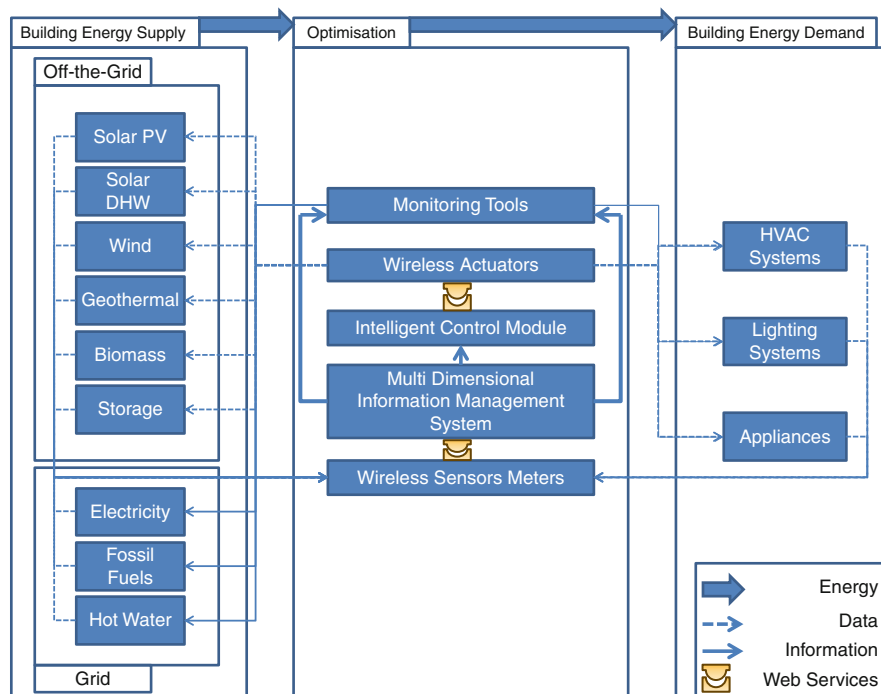 Building Energy Supply
Optimisation
Building Energy Demand
Off-the-Grid
Solar PV
Solar
DHW
Wind
Geothermal
Biomass
Storage
Electricity
Fossil
Fuels
Hot Water
Grid
Monitoring Tools
Wireless Actuators
Intelligent Control Module
Multi Dimensional
Information Management
System
Wireless Sensors Meters
HVAC
Systems
Lighting
Systems
Appliances
Energy
Data
Information
Web Services